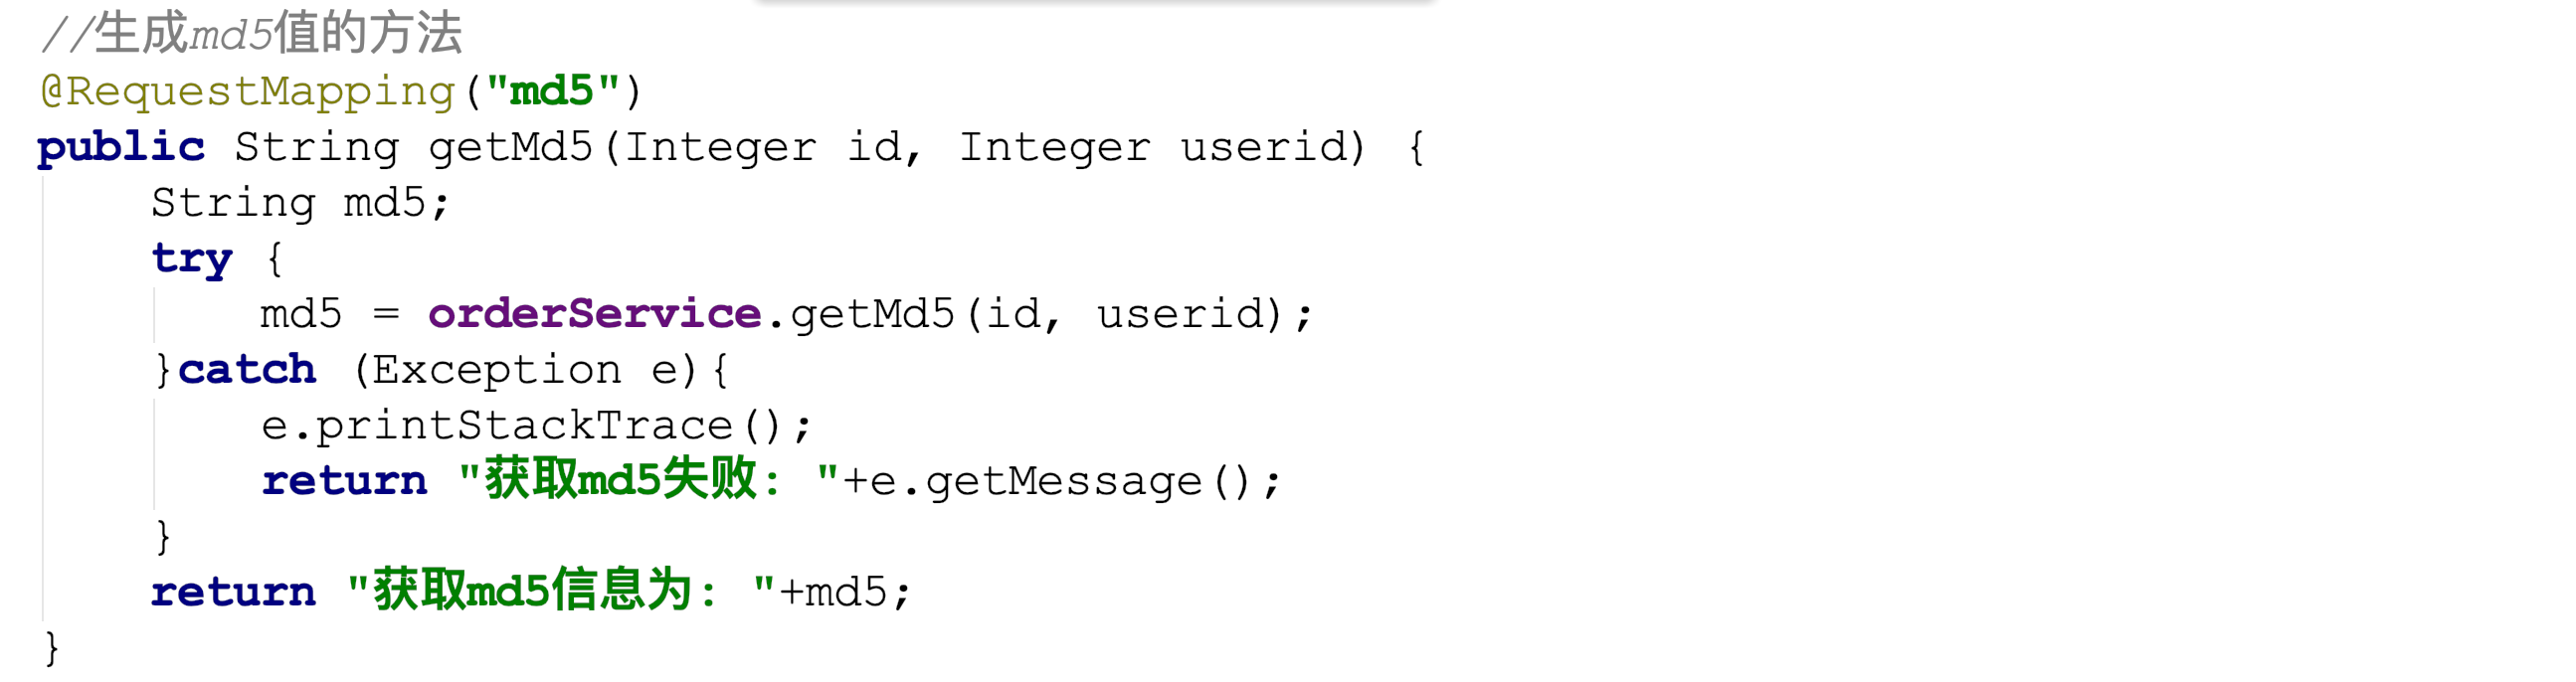 //生成md5值的方法
@RequestMapping("md5")
public String getMd5(Integer id, Integer userid) {
    String md5;
    try {
        md5 = orderService.getMd5(id, userid);
    }catch (Exception e){
        e.printStackTrace();
        return "获取md5失败: "+e.getMessage();
    }
    return "获取md5信息为: "+md5;
}